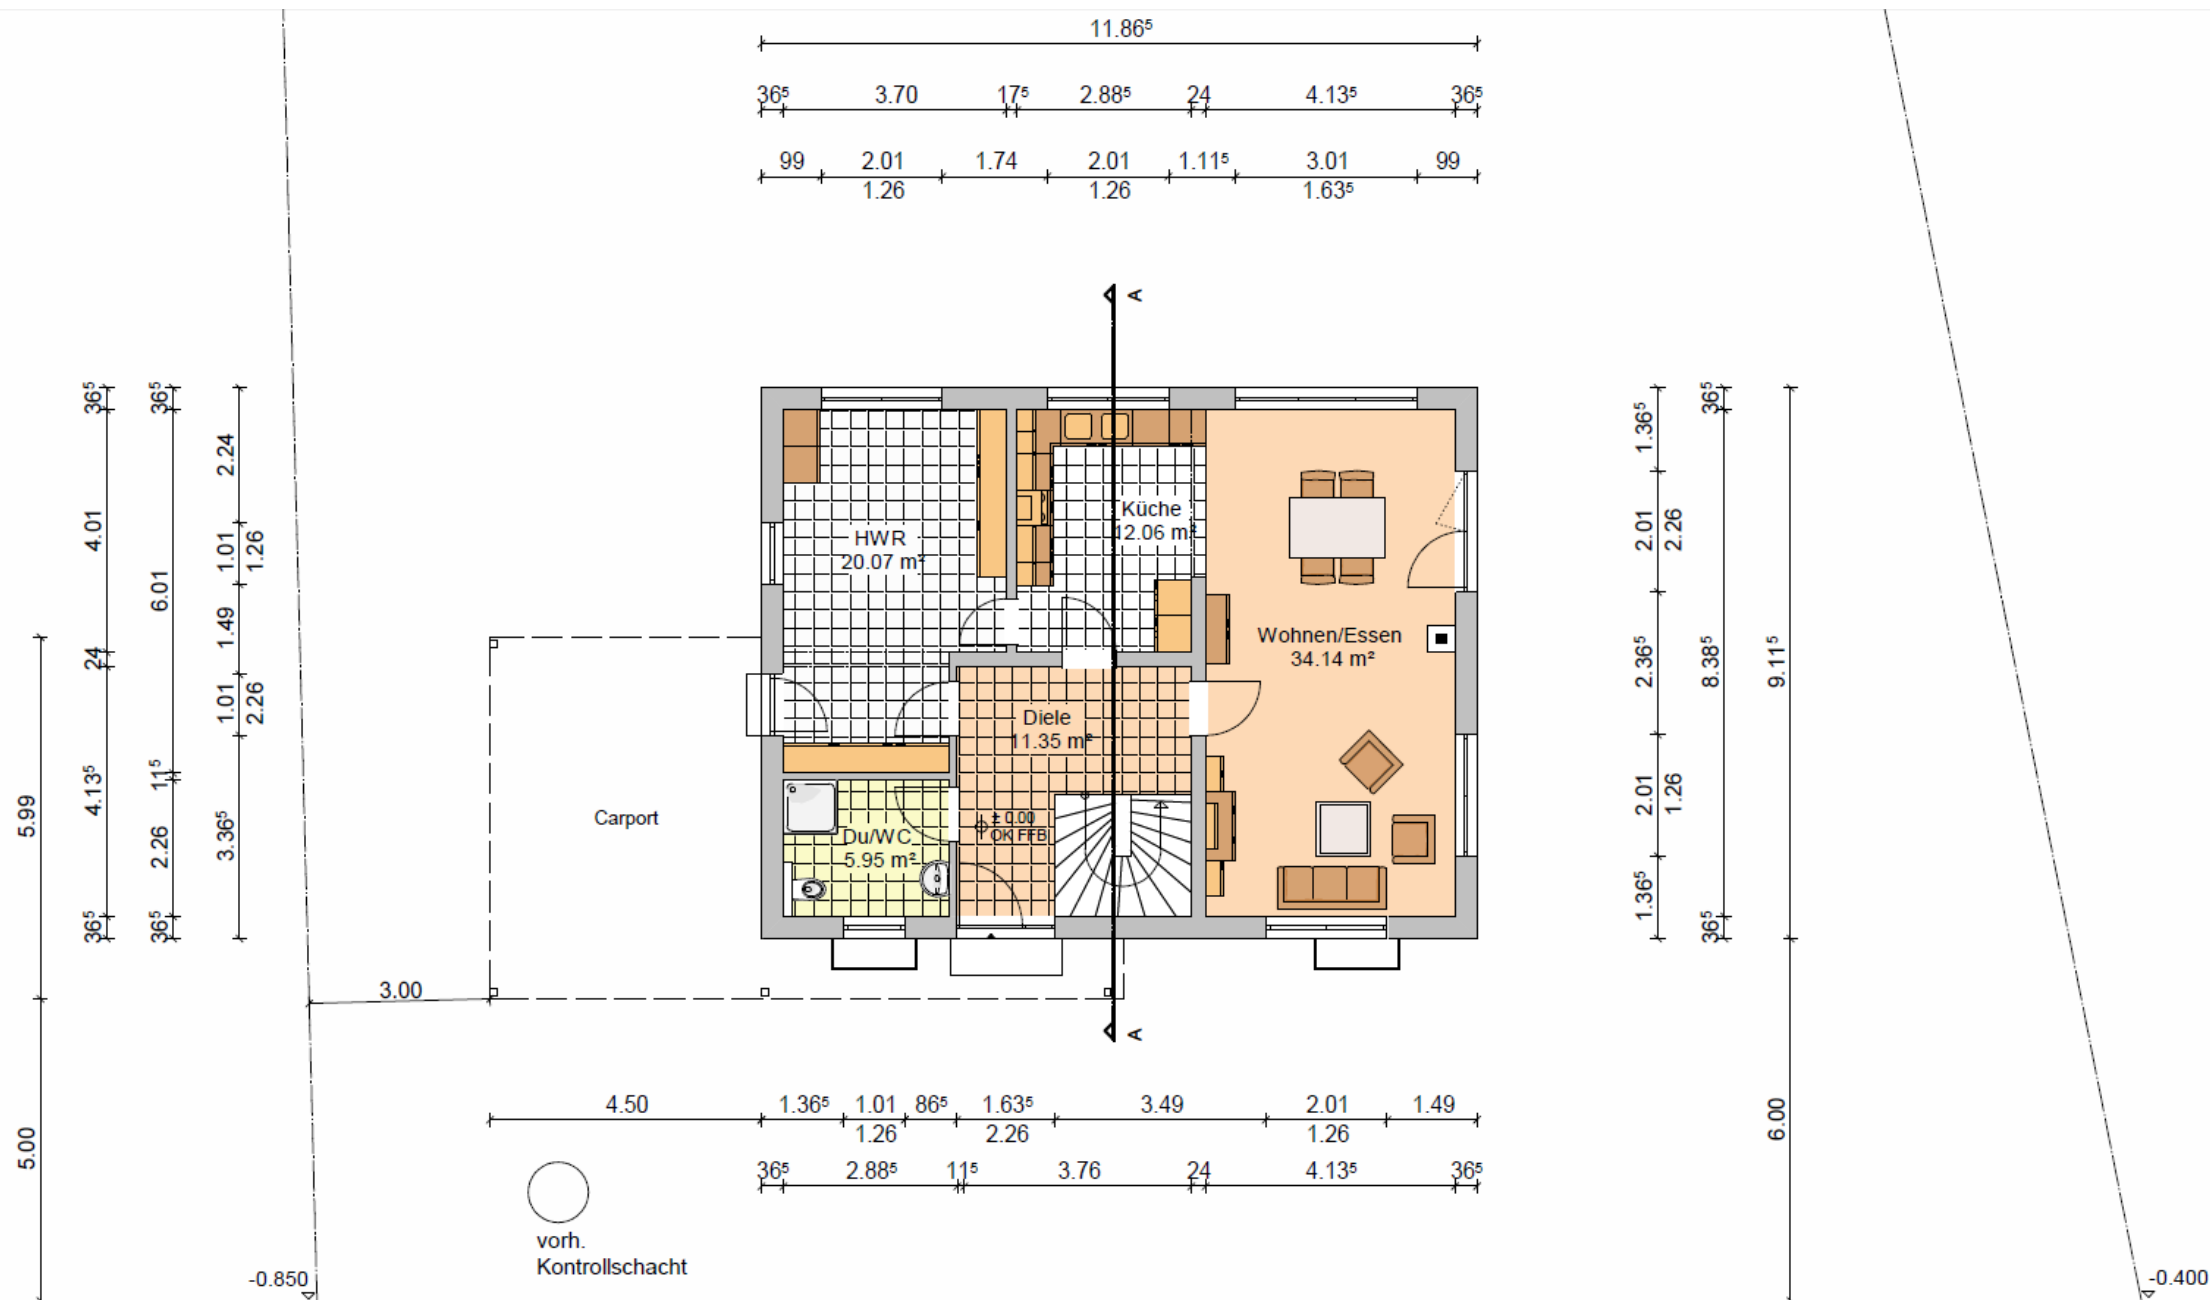 11.86⁵
36⁵ 3.70 17⁵ 2.88⁵ 24 4.13⁵ 36⁵
99 2.01 1.74 2.01 1.11⁵ 3.01 99
1.26 1.26 1.63⁵
A
36⁵ 4.01 24 4.13⁵ 36⁵
36⁵ 6.01 11⁵ 2.26 36⁵
2.24 1.01 1.49 1.01 3.36⁵
1.26 2.26
5.99
5.00
HWR
20.07 m²
Küche
12.06 m²
Wohnen/Essen
34.14 m²
Diele
11.35 m²
± 0.00
OK FFB
Du/WC
5.95 m²
Carport
1.36⁵ 2.01 2.36⁵ 2.01 1.36⁵
2.26 1.26
36⁵ 8.38⁵ 36⁵
9.11⁵
6.00
3.00
A
4.50 1.36⁵ 1.01 86⁵ 1.63⁵ 3.49 2.01 1.49
1.26 2.26 1.26
36⁵ 2.88⁵ 11⁵ 3.76 24 4.13⁵ 36⁵
vorh.
Kontrollschacht
-0.850
-0.400